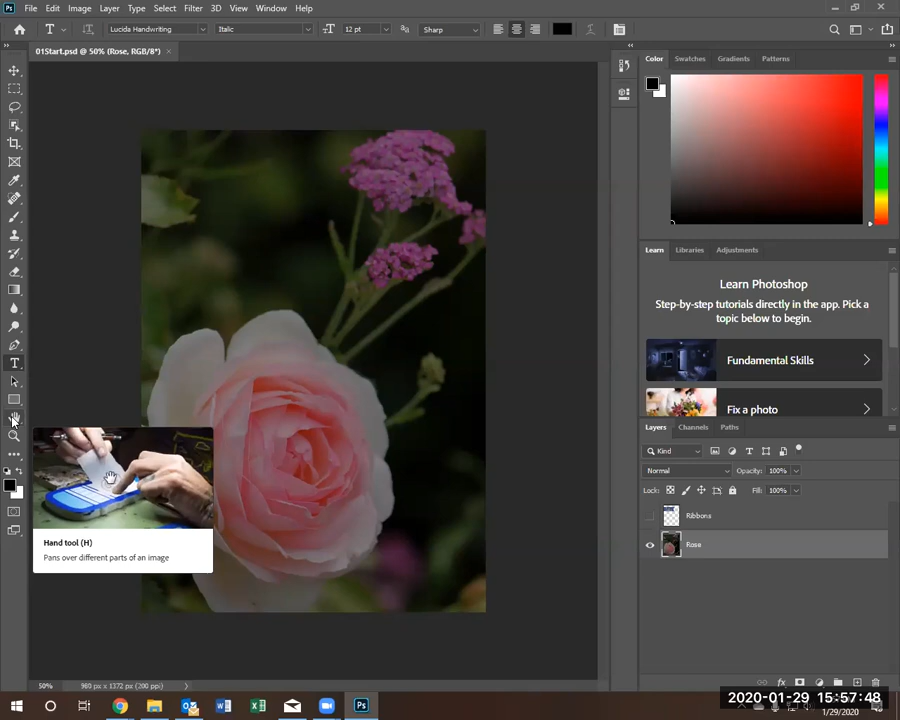 Ps File Edit Image Layer Type Select Filter 3D View Window Help
T Lucida Handwriting Italic 12 pt aa Sharp
01Start.psd @ 50% (Rose, RGB/8*) ×
Color Swatches Gradients Patterns
Learn Libraries Adjustments
Learn Photoshop
Step-by-step tutorials directly in the app. Pick a
topic below to begin.
Fundamental Skills
Fix a photo
Layers Channels Paths
Kind
Normal Opacity: 100%
Lock: Fill: 100%
Ribbons
Rose
Hand tool (H)
Pans over different parts of an image
50% 980 px x 1372 px (200 ppi)
2020-01-29 15:57:48
1/29/2020